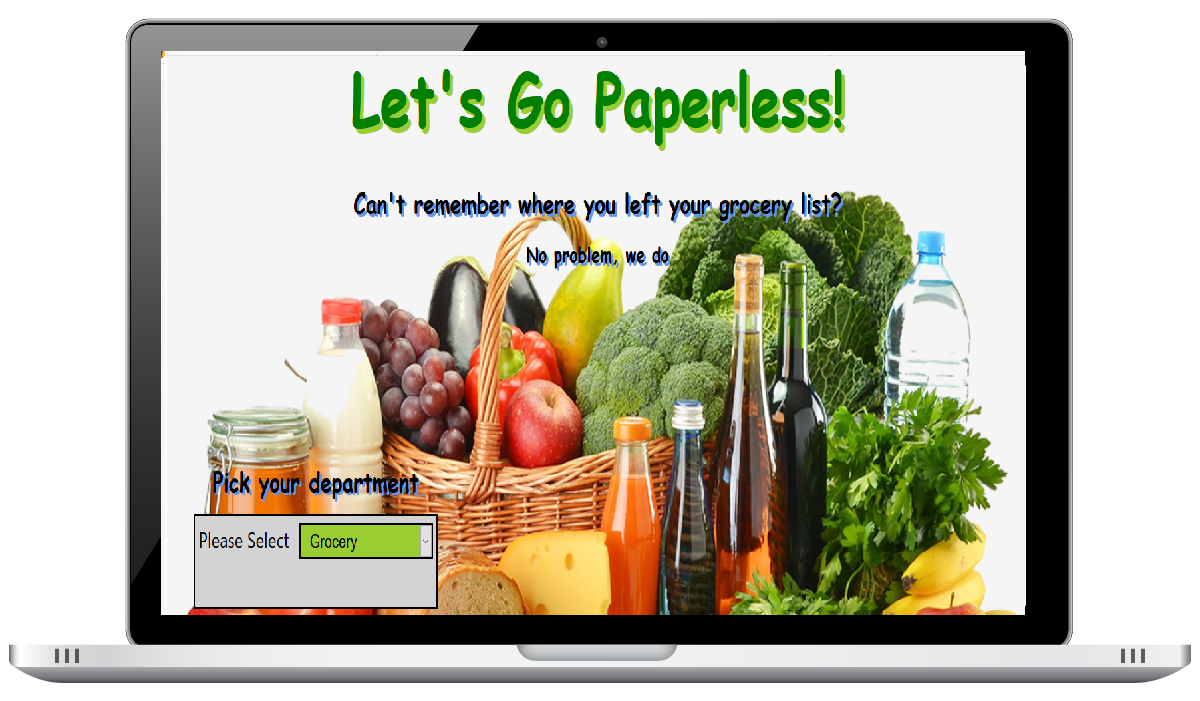 Let's Go Paperless!
Can't remember where you left your grocery list?
No problem, we do
Pick your department
Please Select Grocery